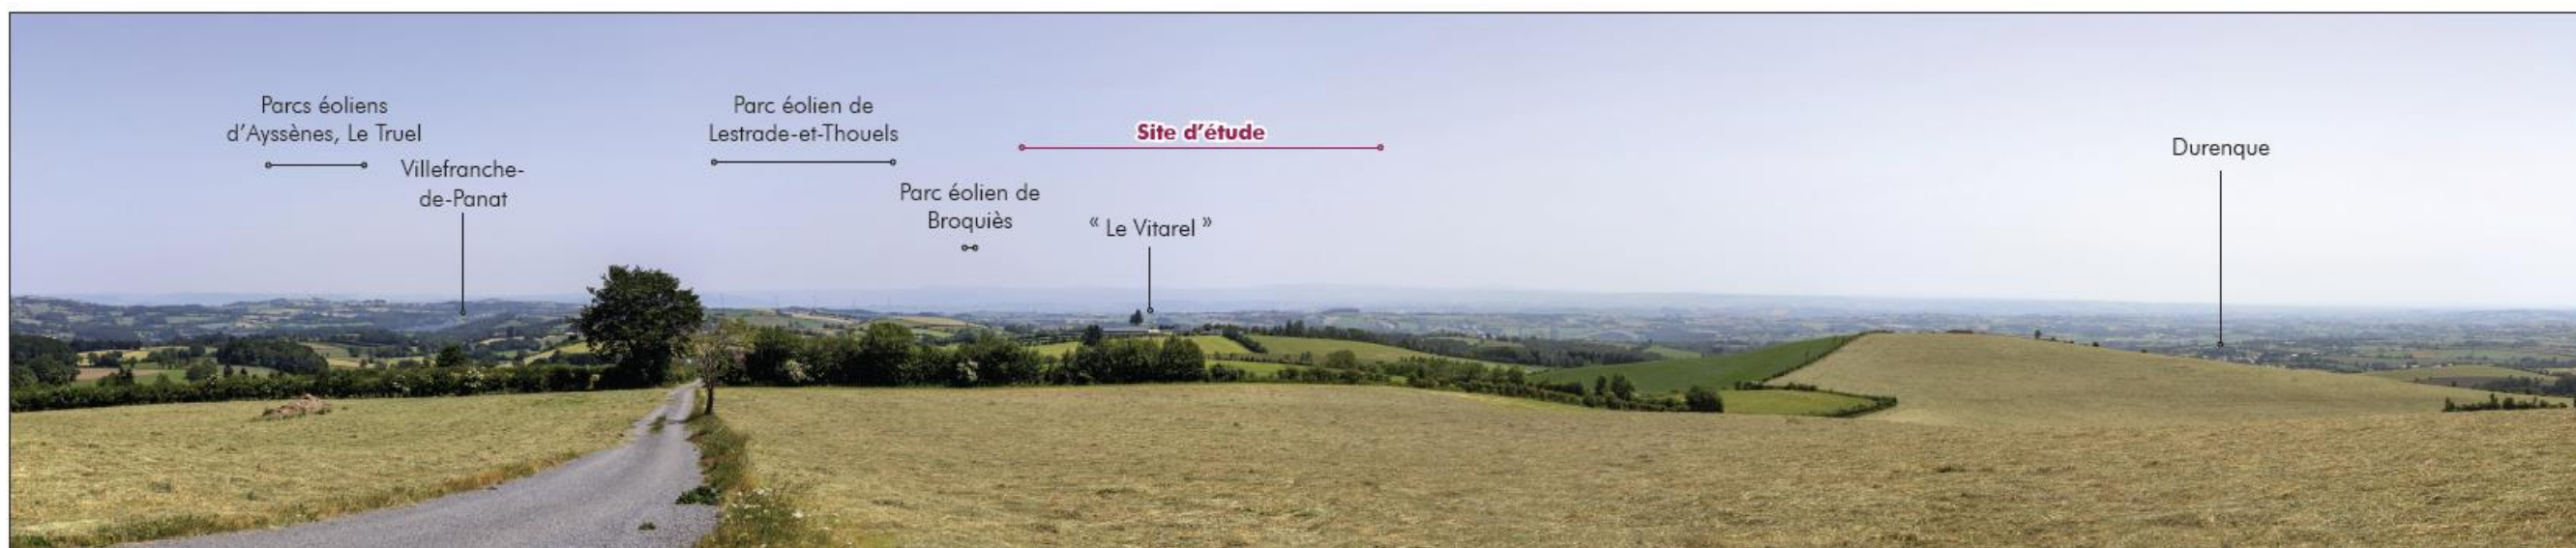 Parcs éoliens
d'Ayssènes, Le Truel
Villefranche-
de-Panat
Parc éolien de
Lestrade-et-Thouels
Parc éolien de
Broquiès
« Le Vitarel »
Site d'étude
Durenque